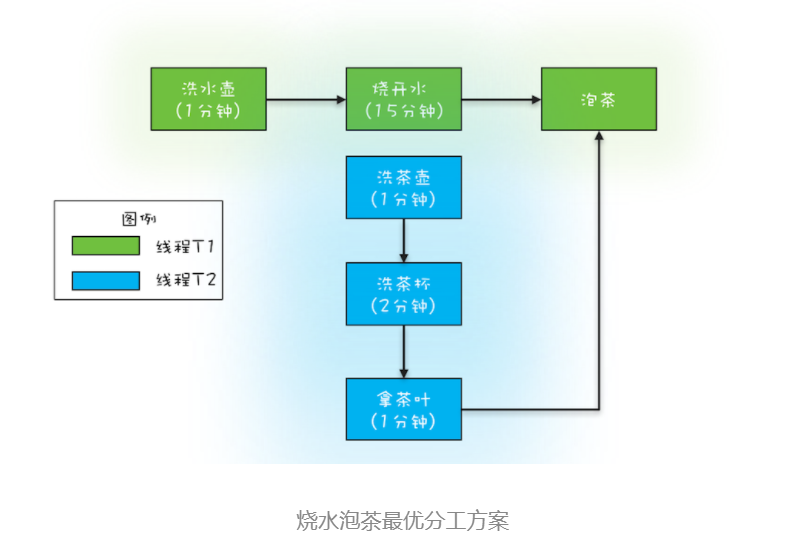 洗水壶
(1分钟)
烧开水
(15分钟)
泡茶
洗茶壶
(1分钟)
图例
线程T1
线程T2
洗茶杯
(2分钟)
拿茶叶
(1分钟)
烧水泡茶最优分工方案